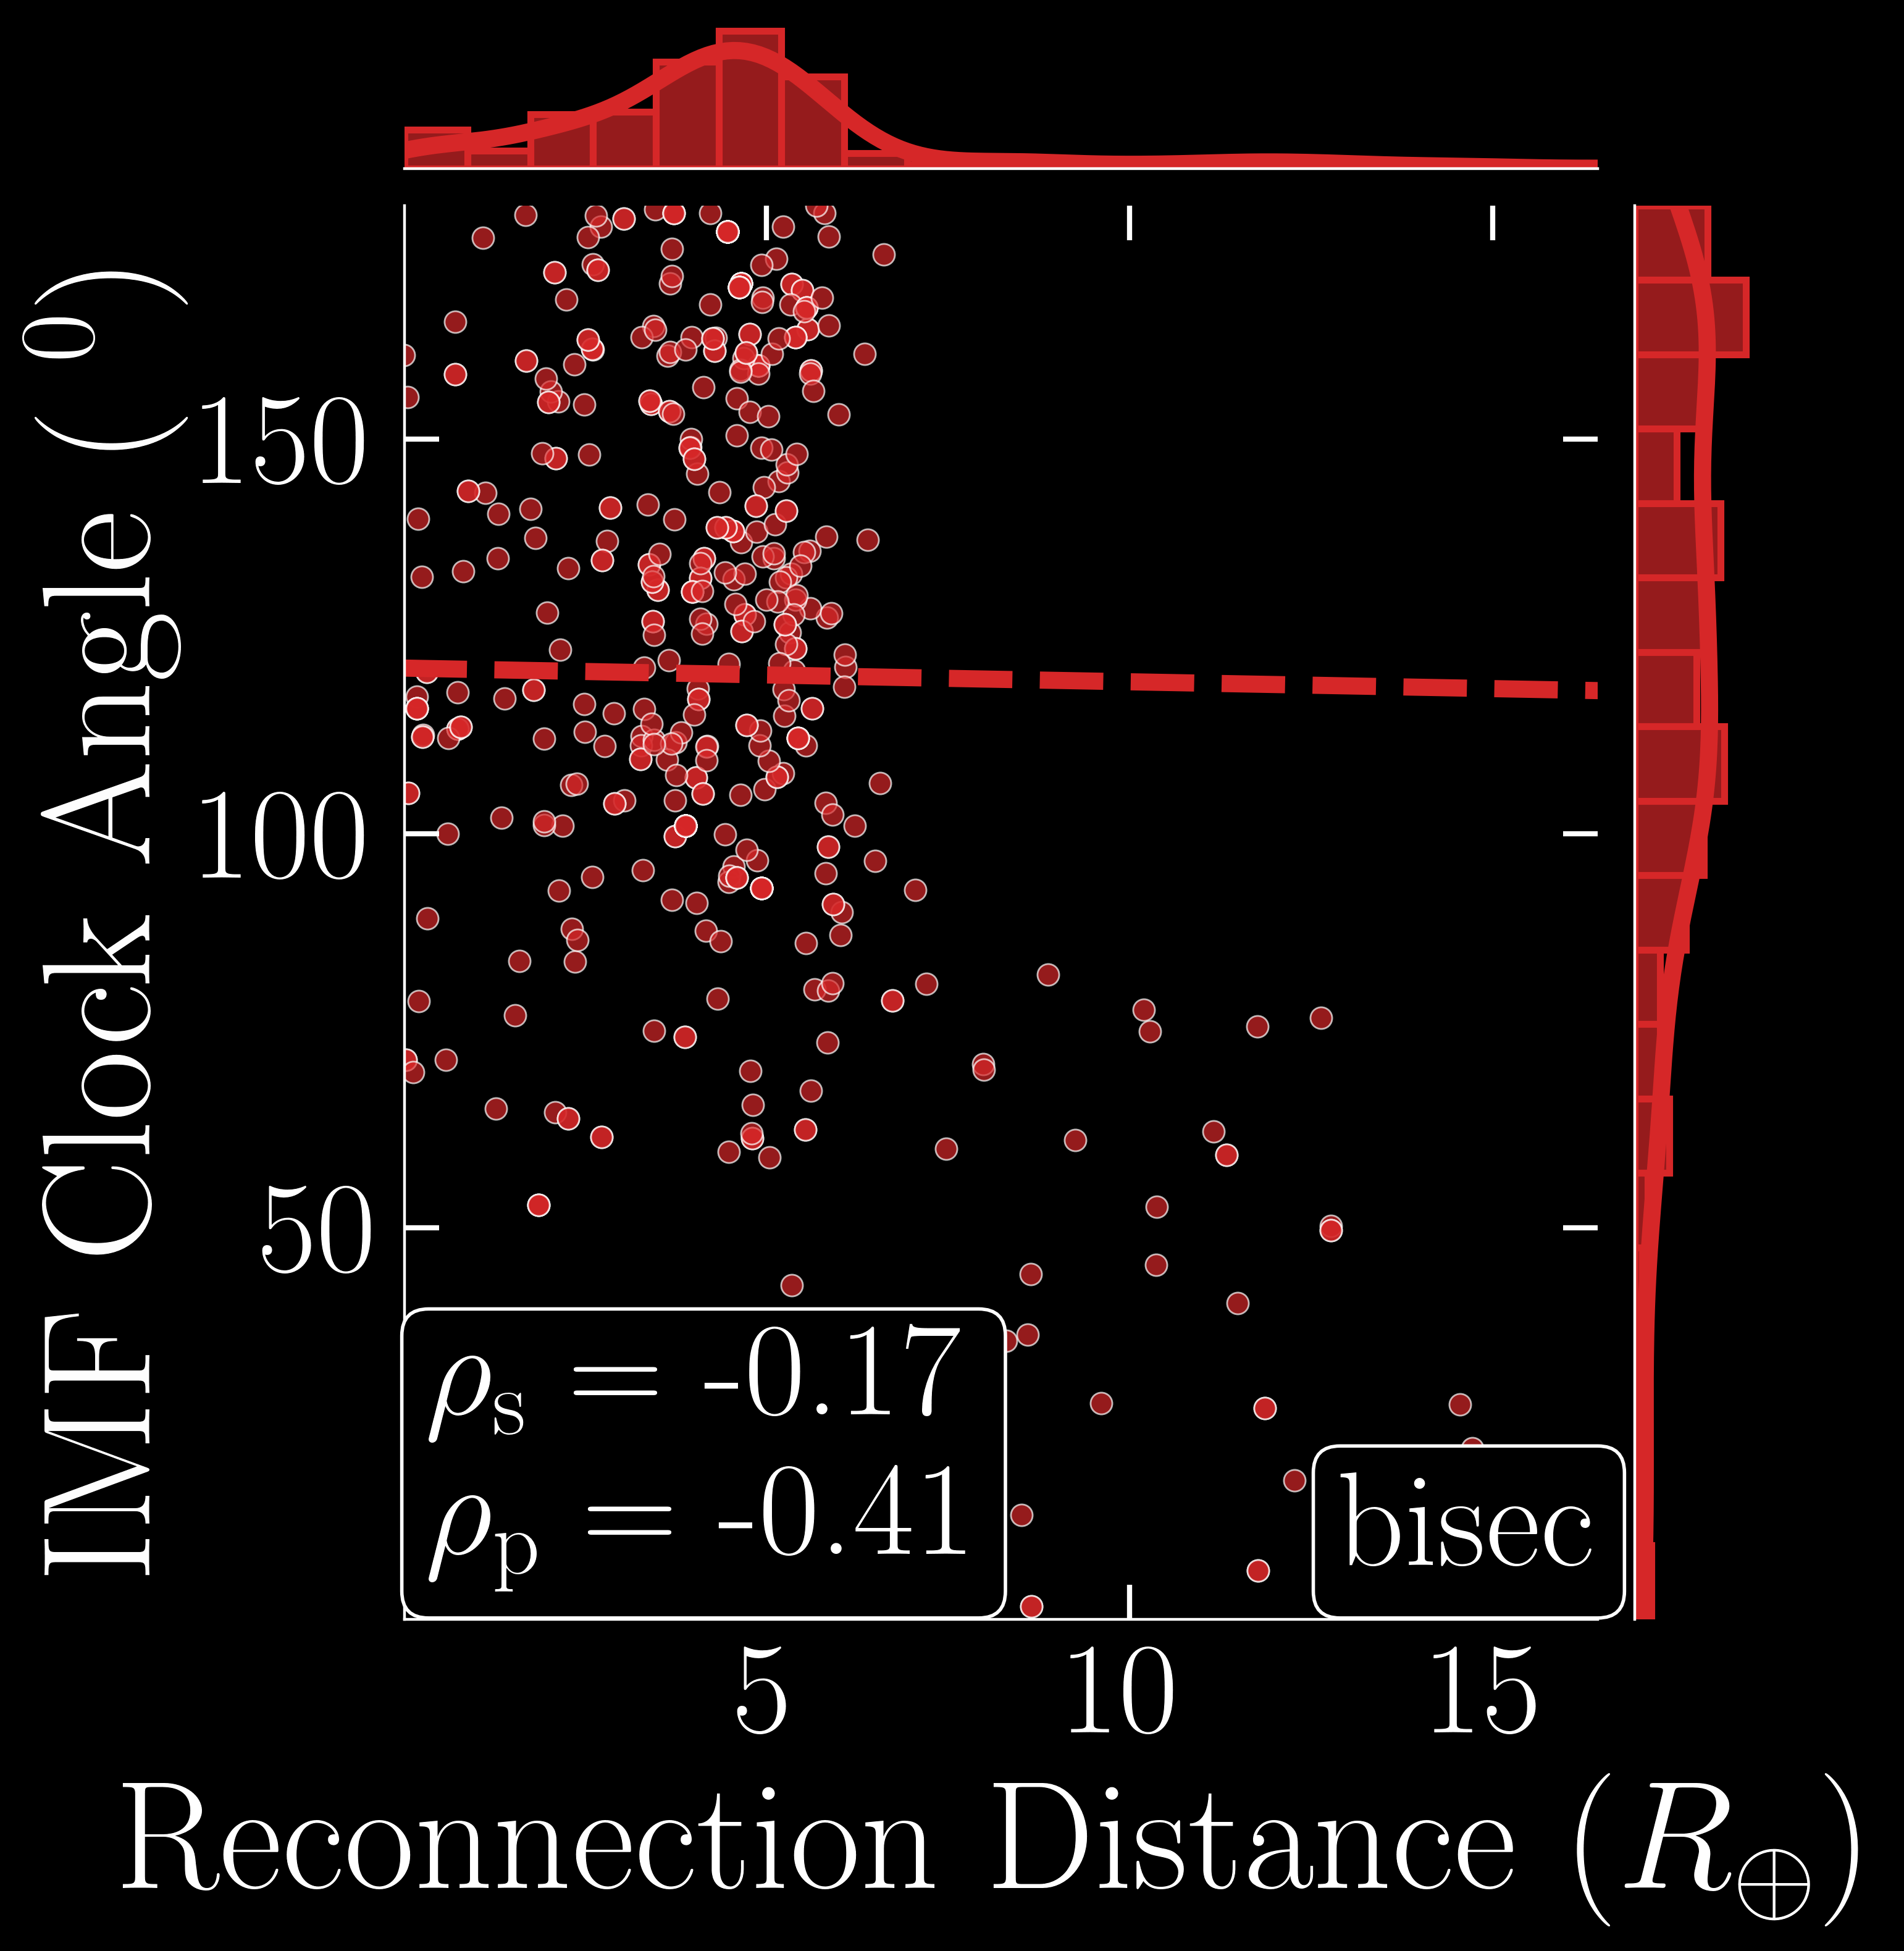 IMF Clock Angle ( 0)
150
100
50
ρs = -0.17
ρp = -0.41
bisec
5 10 15
Reconnection Distance (R⊕)